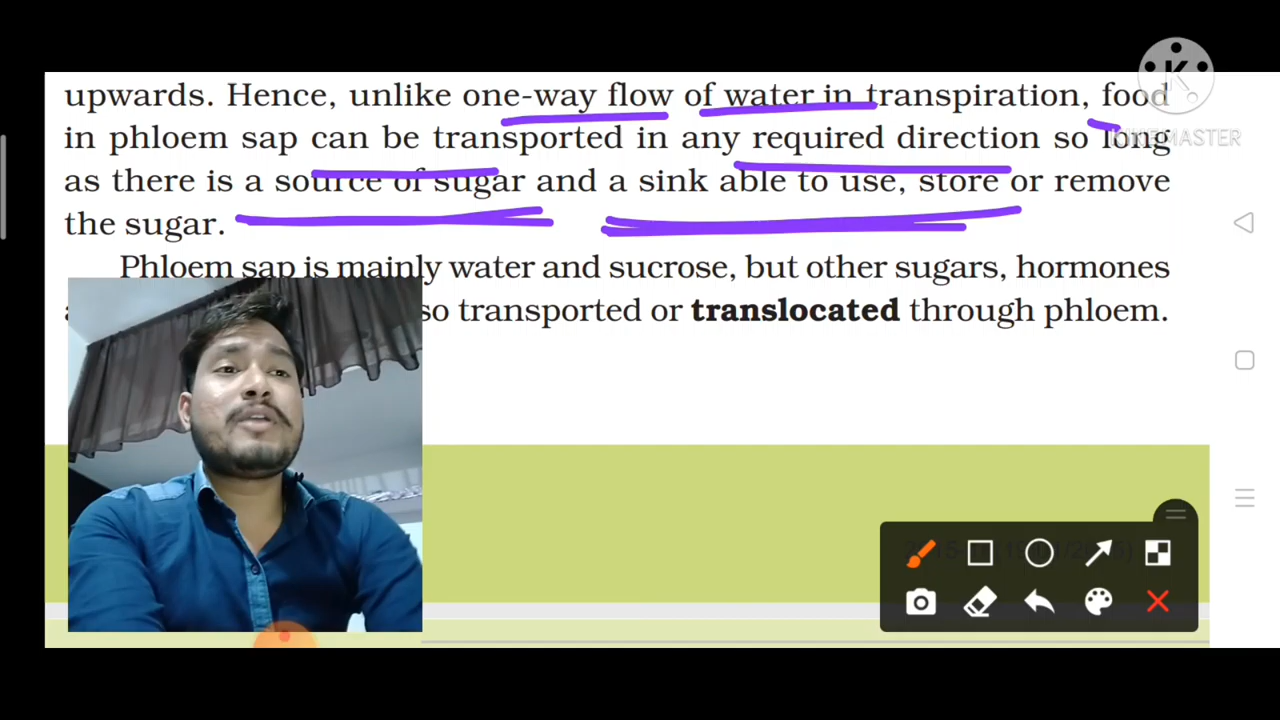 upwards. Hence, unlike one-way flow of water in transpiration, food
in phloem sap can be transported in any required direction so long
as there is a source of sugar and a sink able to use, store or remove
the sugar.
Phloem sap is mainly water and sucrose, but other sugars, hormones
so transported or translocated through phloem.
K
KINEMASTER